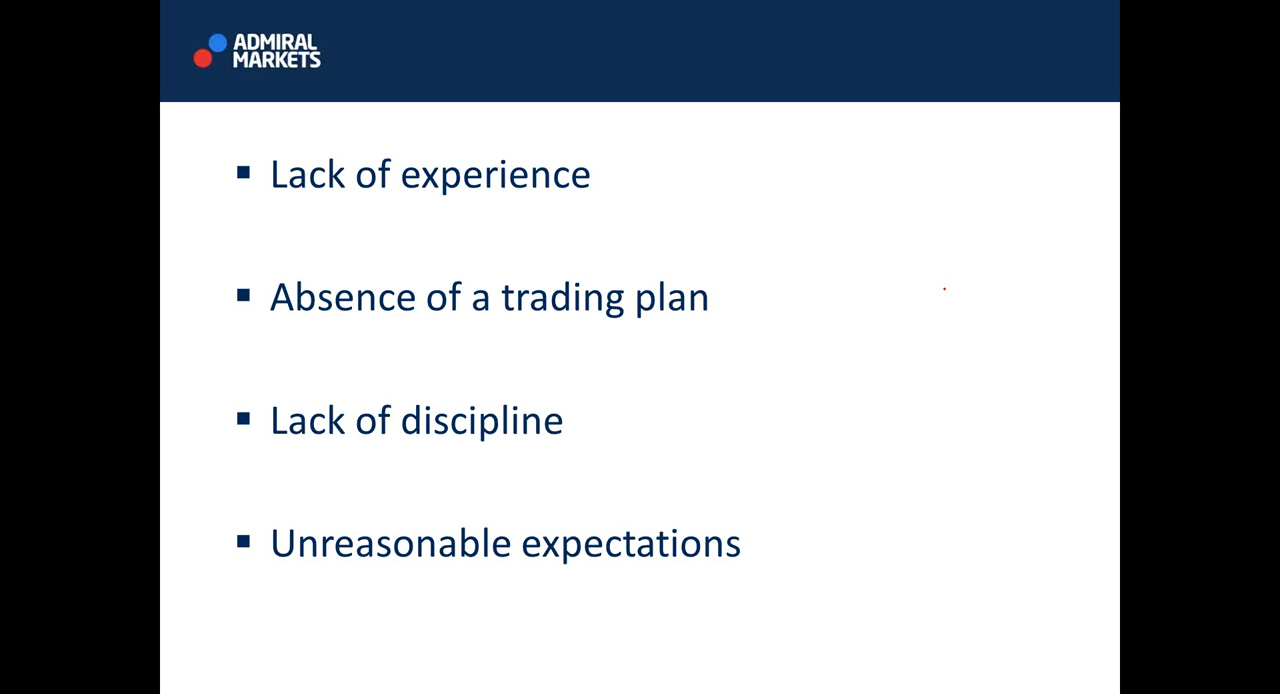 ADMIRAL
MARKETS
▪ Lack of experience
▪ Absence of a trading plan
▪ Lack of discipline
▪ Unreasonable expectations